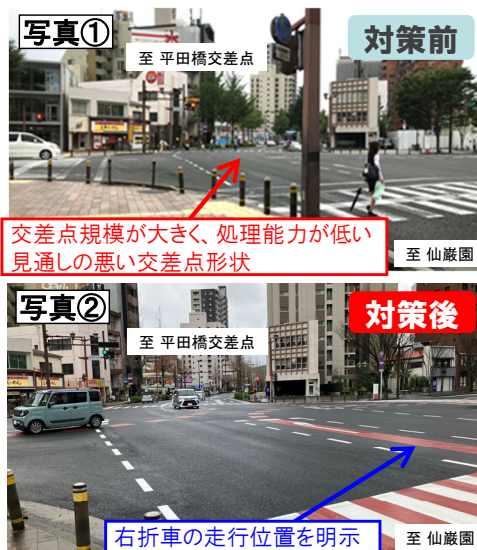 写真①
対策前
至 平田橋交差点
交差点規模が大きく、処理能力が低い
見通しの悪い交差点形状
至 仙巌園
写真②
対策後
至 平田橋交差点
右折車の走行位置を明示
至 仙巌園